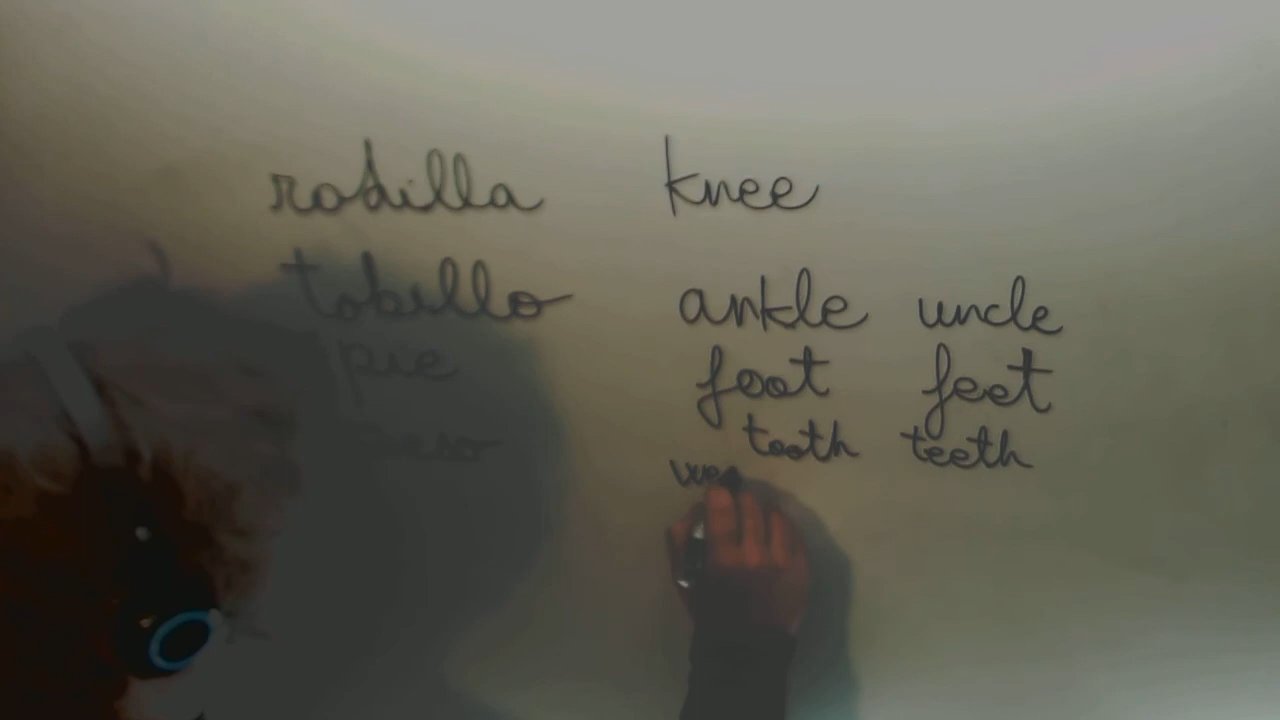 rodilla knee
tobillo ankle uncle
pie foot feet
tooth teeth